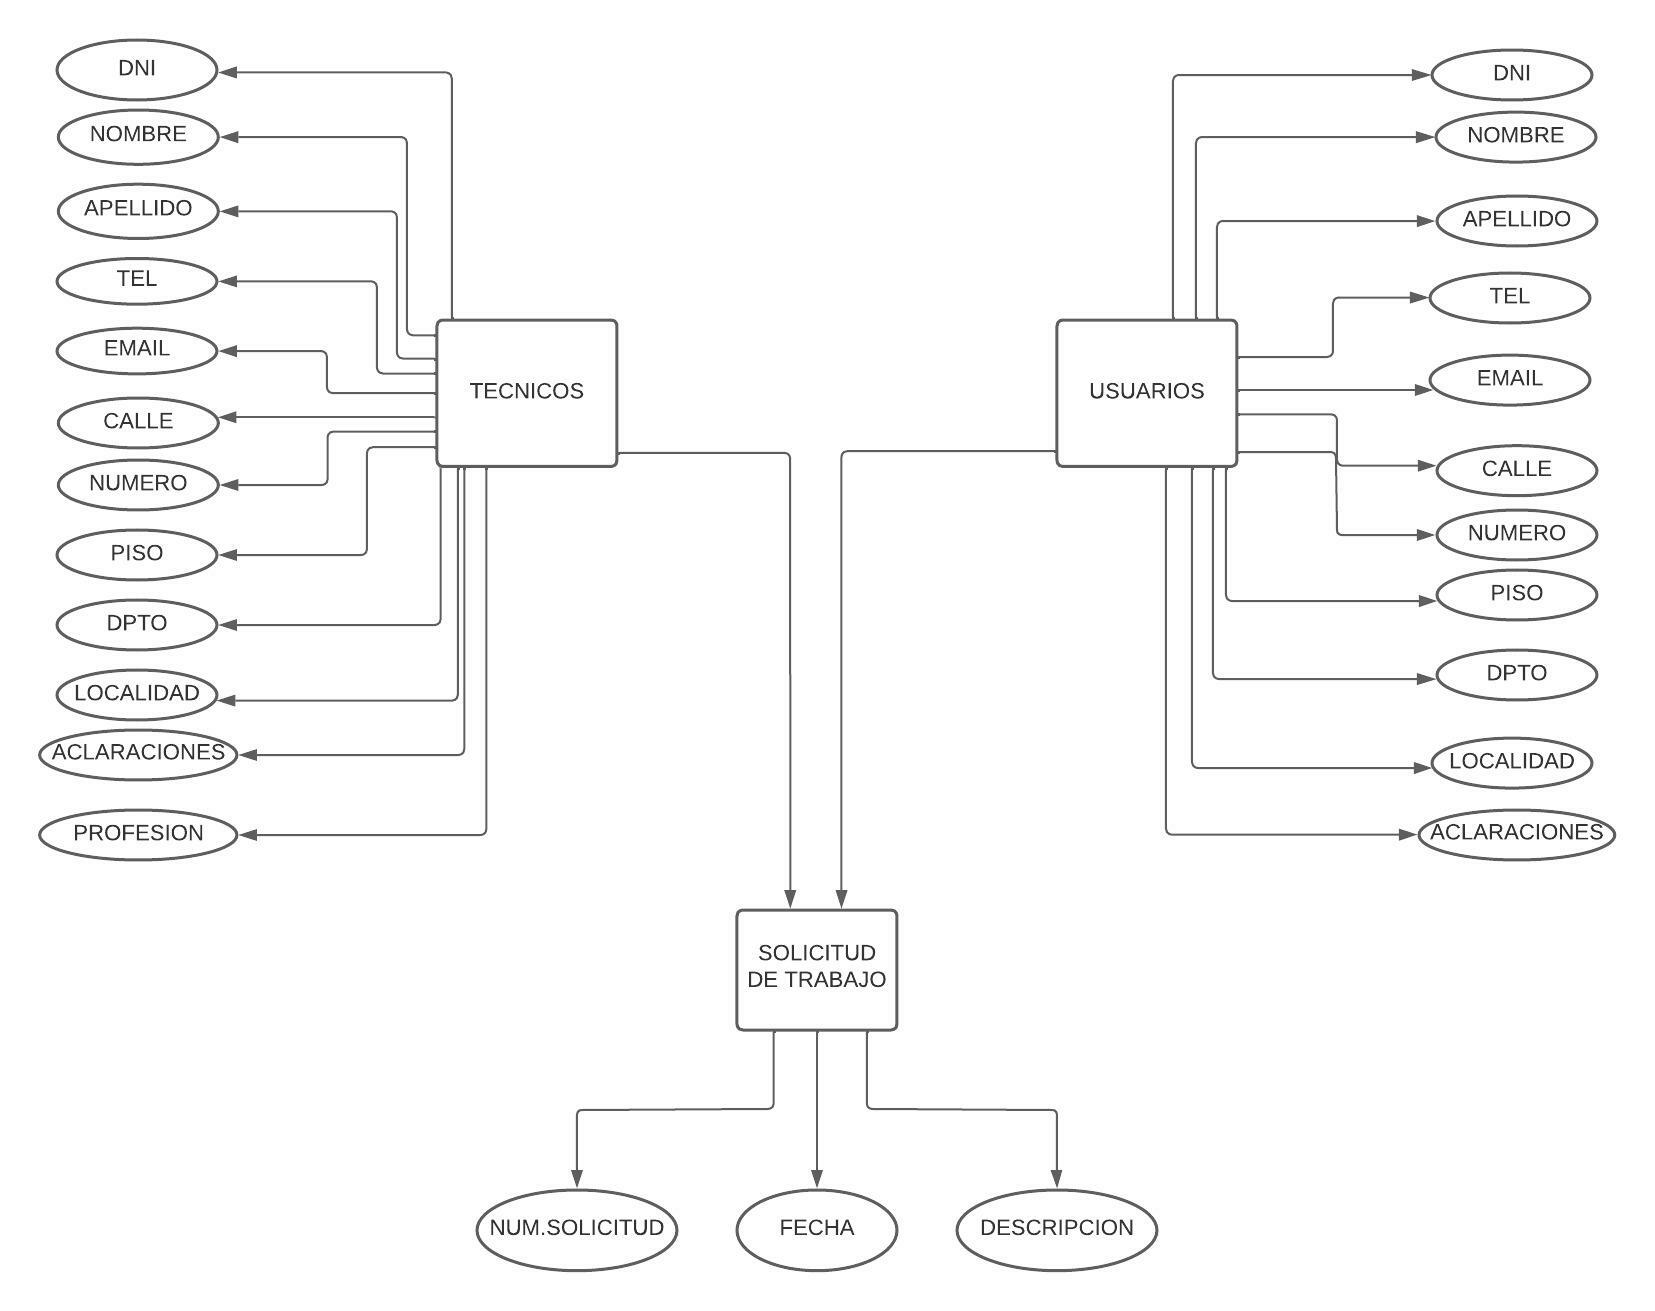 DNI
NOMBRE
APELLIDO
TEL
EMAIL
CALLE
NUMERO
PISO
DPTO
LOCALIDAD
ACLARACIONES
PROFESION
TECNICOS
USUARIOS
DNI
NOMBRE
APELLIDO
TEL
EMAIL
CALLE
NUMERO
PISO
DPTO
LOCALIDAD
ACLARACIONES
SOLICITUD
DE TRABAJO
NUM.SOLICITUD
FECHA
DESCRIPCION